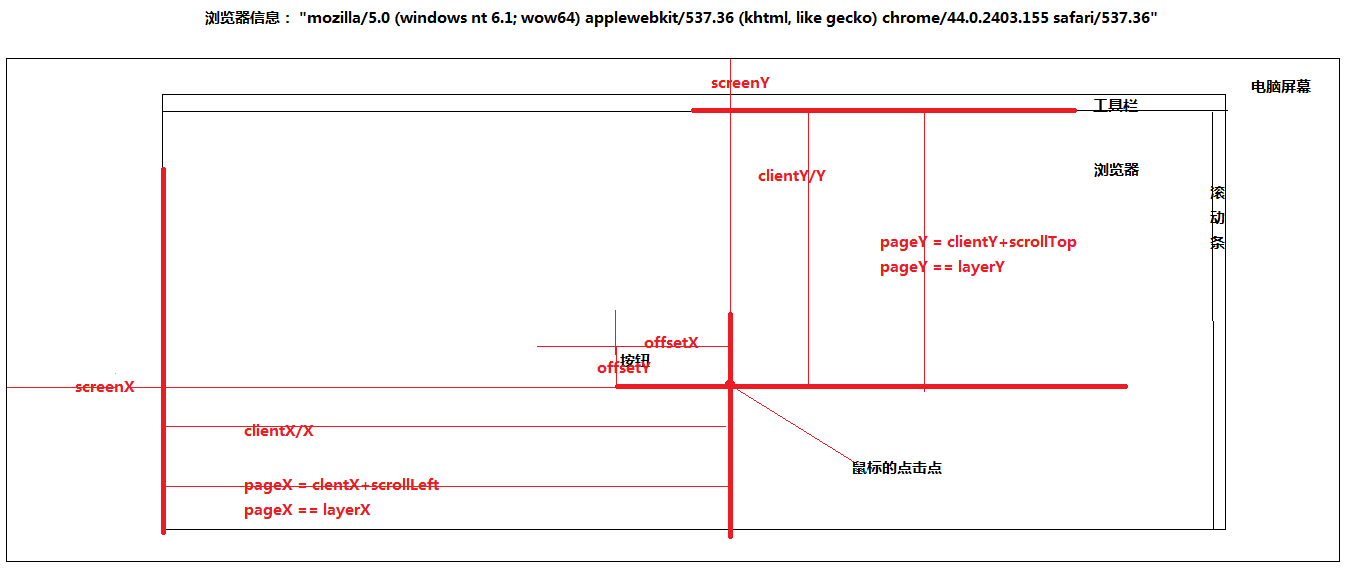 浏览器信息： "mozilla/5.0 (windows nt 6.1; wow64) applewebkit/537.36 (khtml, like gecko) chrome/44.0.2403.155 safari/537.36"
screenY
电脑屏幕
工具栏
clientY/Y
浏览器
滚动条
pageY = clientY+scrollTop
pageY == layerY
offsetX
按钮
offsetY
screenX
clientX/X
鼠标的点击点
pageX = clentX+scrollLeft
pageX == layerX